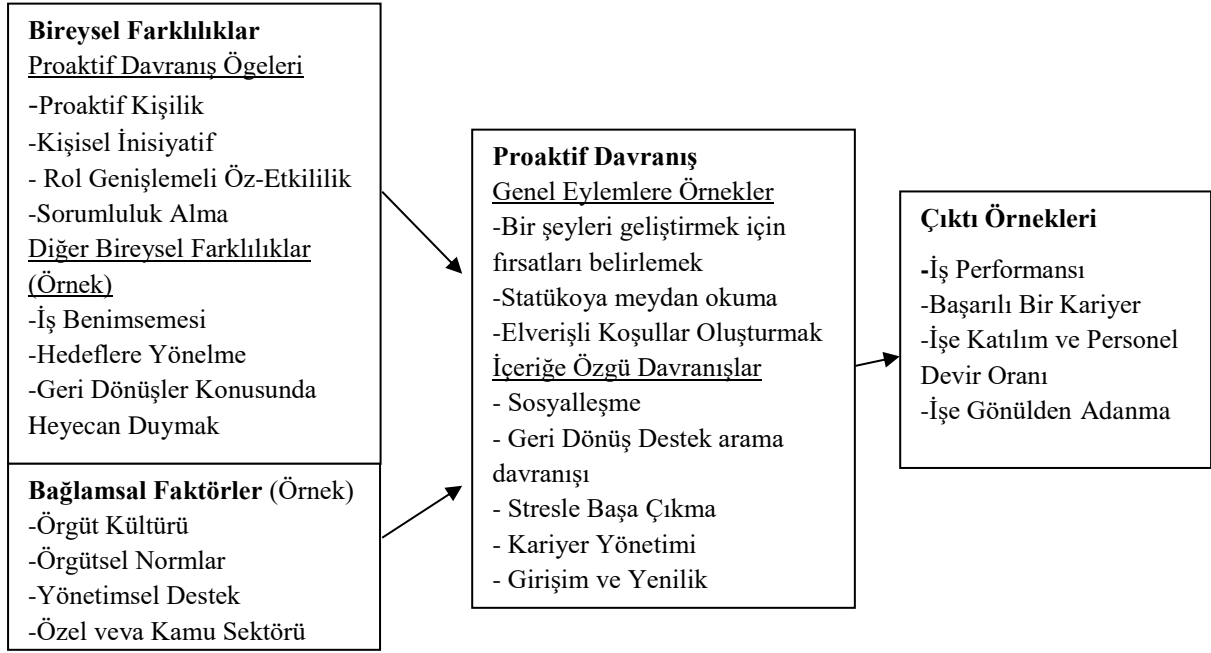 Bireysel Farklılıklar
Proaktif Davranış Ögeleri
-Proaktif Kişilik
-Kişisel İnisiyatif
- Rol Genişlemeli Öz-Etkililik
-Sorumluluk Alma
Diğer Bireysel Farklılıklar
(Örnek)
-İş Benimsemesi
-Hedeflere Yönelme
-Geri Dönüşler Konusunda
Heyecan Duymak
Bağlamsal Faktörler (Örnek)
-Örgüt Kültürü
-Örgütsel Normlar
-Yönetimsel Destek
-Özel veya Kamu Sektörü
Proaktif Davranış
Genel Eylemlere Örnekler
-Bir şeyleri geliştirmek için
fırsatları belirlemek
-Statükoya meydan okuma
-Elverişli Koşullar Oluşturmak
İçeriğe Özgü Davranışlar
- Sosyalleşme
- Geri Dönüş Destek arama
davranışı
- Stresle Başa Çıkma
- Kariyer Yönetimi
- Girişim ve Yenilik
Çıktı Örnekleri
-İş Performansı
-Başarılı Bir Kariyer
-İşe Katılım ve Personel
Devir Oranı
-İşe Gönülden Adanma